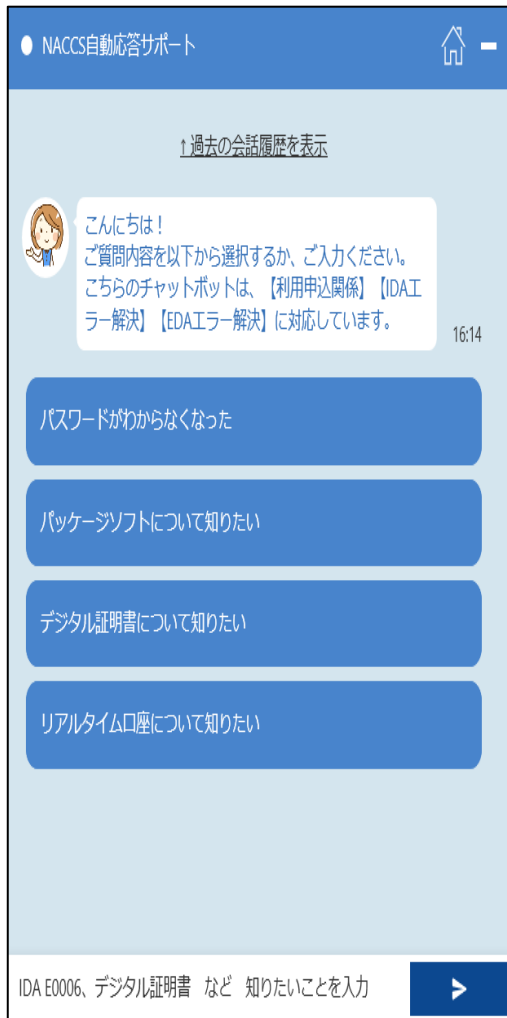 NACCS自動応答サポート
↑過去の会話履歴を表示
こんにちは！
ご質問内容を以下から選択するか、ご入力ください。
こちらのチャットボットは、【利用申込関係】【IDAエ
ラー解決】【EDAエラー解決】に対応しています。
16:14
パスワードがわからなくなった
パッケージソフトについて知りたい
デジタル証明書について知りたい
リアルタイム口座について知りたい
IDA E0006、デジタル証明書　など　知りたいことを入力